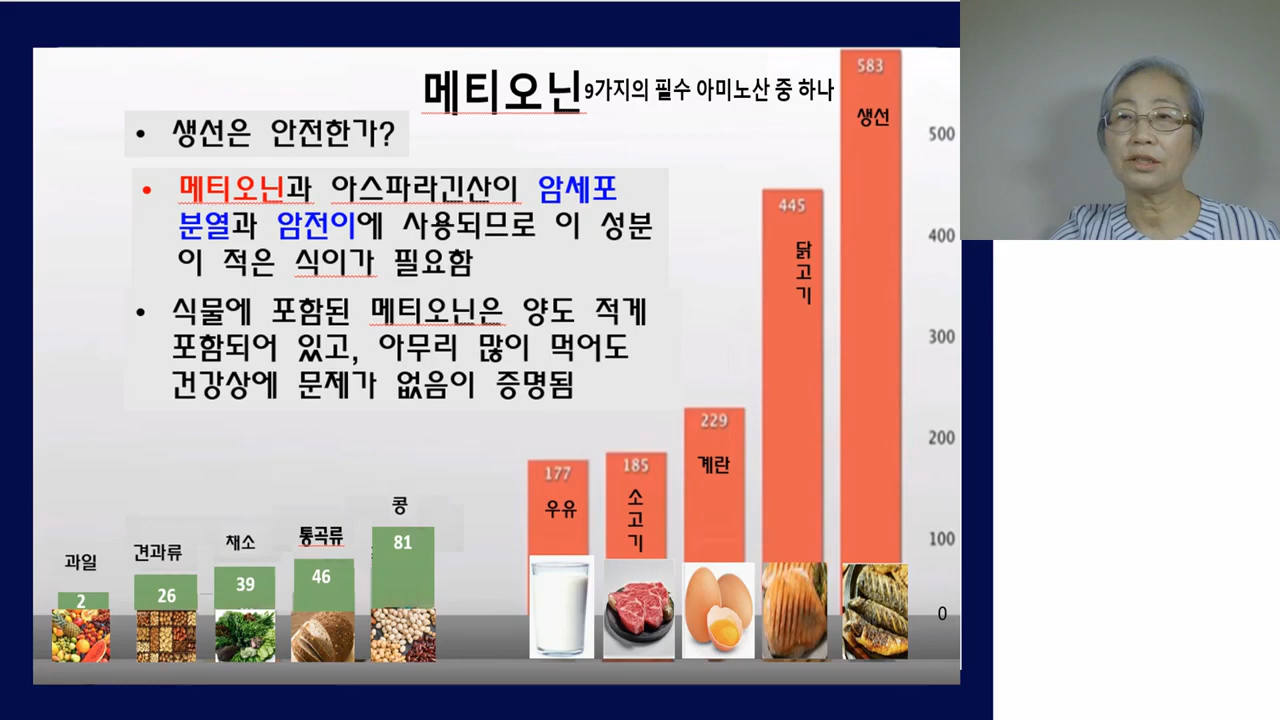 메티오닌 9가지의 필수 아미노산 중 하나
• 생선은 안전한가?
• 메티오닌과 아스파라긴산이 암세포
분열과 암전이에 사용되므로 이 성분
이 적은 식이가 필요함
• 식물에 포함된 메티오닌은 양도 적게
포함되어 있고, 아무리 많이 먹어도
건강상에 문제가 없음이 증명됨
과일
2
견과류
26
채소
39
통곡류
46
콩
81
177
우유
185
소고기
229
계란
445
닭고기
583
생선
500
400
300
200
100
0